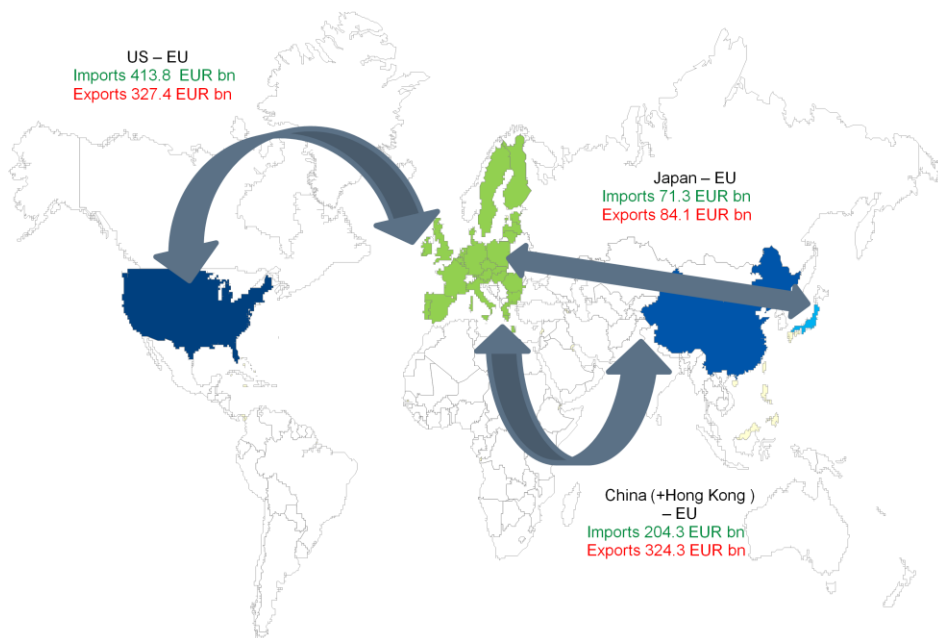 US – EU
Imports 413.8 EUR bn
Exports 327.4 EUR bn
Japan – EU
Imports 71.3 EUR bn
Exports 84.1 EUR bn
China (+Hong Kong )
– EU
Imports 204.3 EUR bn
Exports 324.3 EUR bn